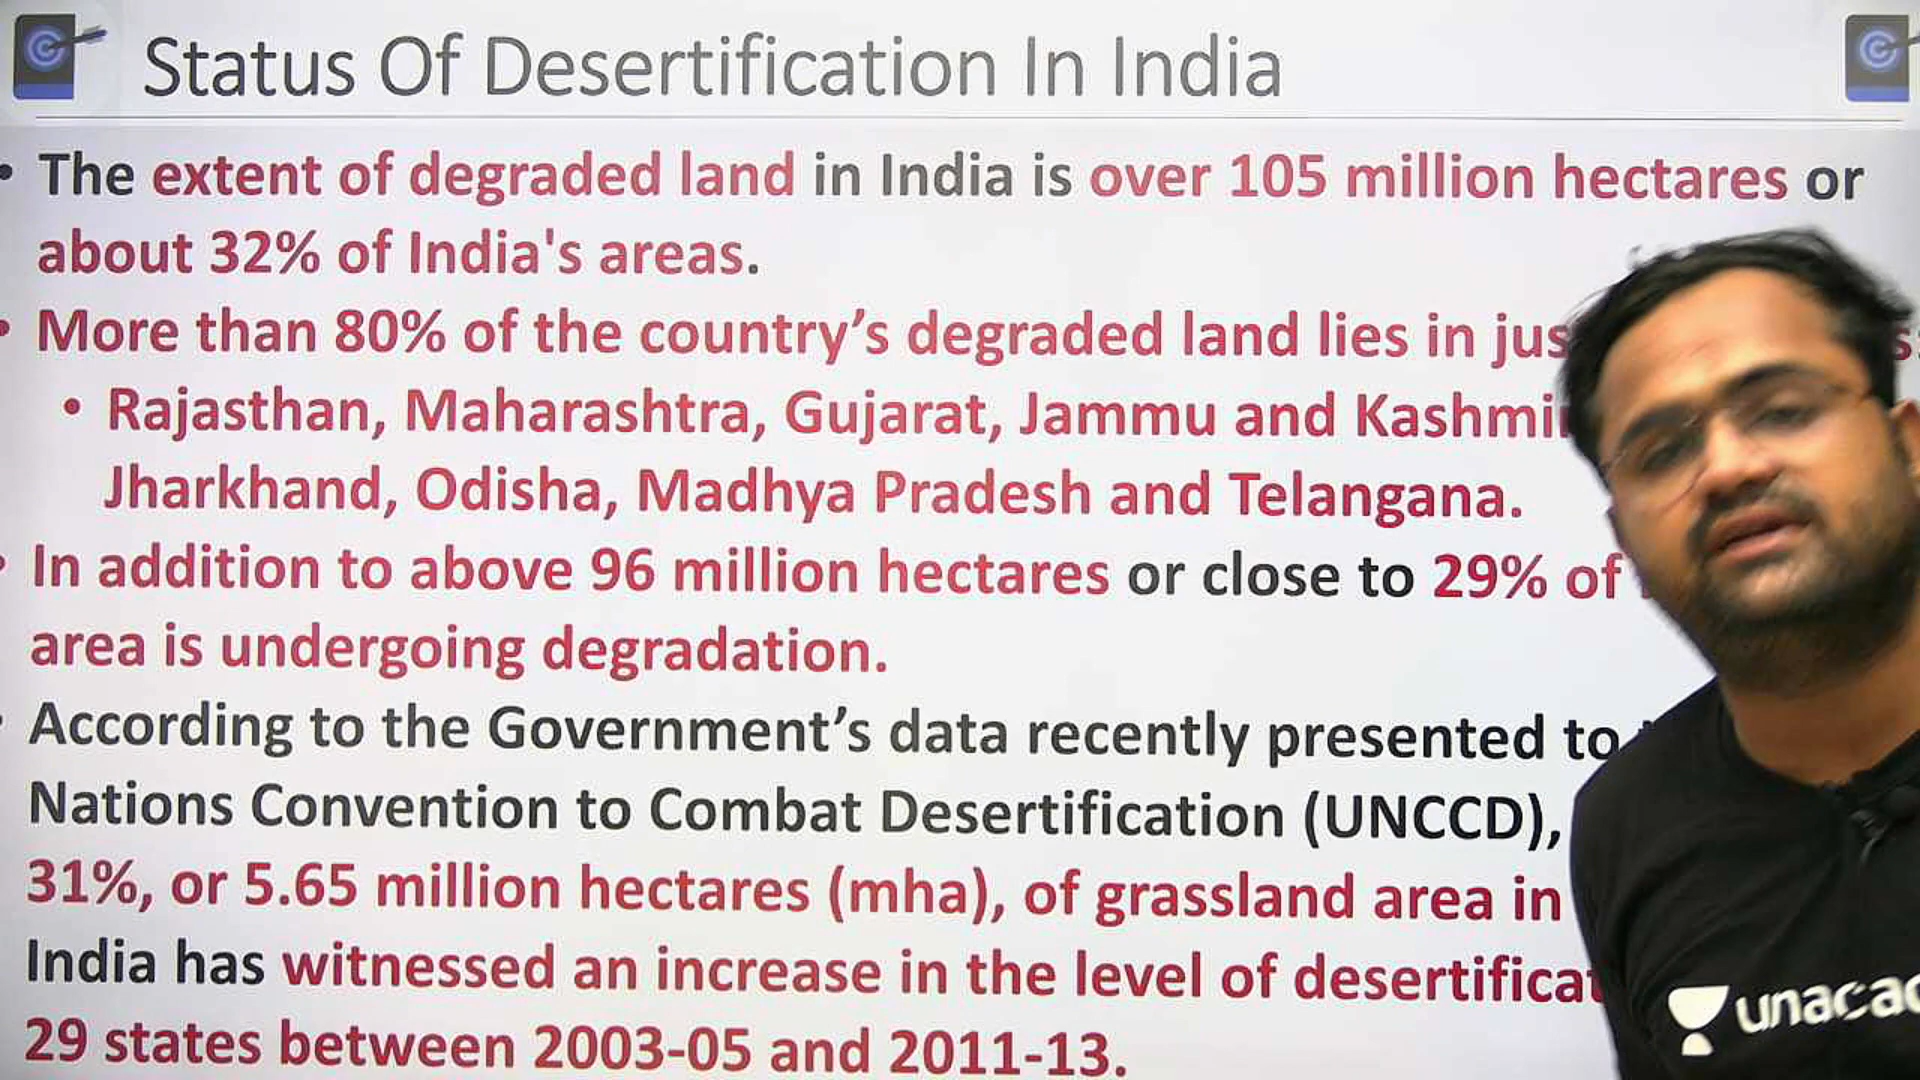 Status Of Desertification In India
• The extent of degraded land in India is over 105 million hectares or
about 32% of India's areas.
• More than 80% of the country’s degraded land lies in jus
• Rajasthan, Maharashtra, Gujarat, Jammu and Kashmi
Jharkhand, Odisha, Madhya Pradesh and Telangana.
• In addition to above 96 million hectares or close to 29% of
area is undergoing degradation.
• According to the Government’s data recently presented to
Nations Convention to Combat Desertification (UNCCD),
31%, or 5.65 million hectares (mha), of grassland area in
India has witnessed an increase in the level of desertificat
29 states between 2003-05 and 2011-13.
unacad